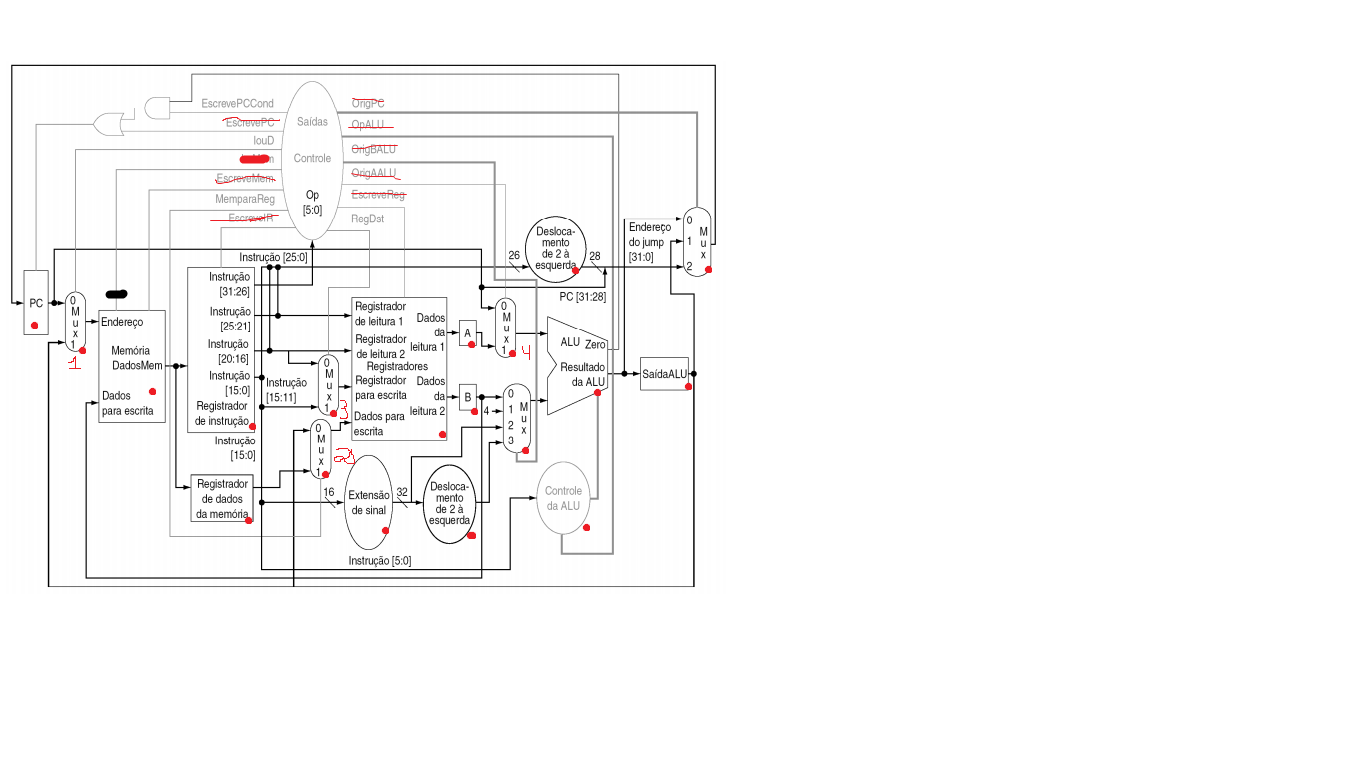 EscrevePCCond
EscrevePC
IouD
EscreveMem
MemparaReg
EscreveIR
Saídas
Controle
Op
[5:0]
OrigPC
OpALU
OrigBALU
OrigAALU
EscreveReg
RegDat
PC
0
M
u
x
1
1
Endereço
Memória
DadosMem
Dados
para escrita
Instrução [25:0]
Instrução
[31:26]
Instrução
[25:21]
Instrução
[20:16]
Instrução
[15:0]
Registrador
de instrução
Instrução
[15:0]
Registrador
de dados
da memória
Instrução
[15:11]
0
M
u
x
1
3
0
M
u
x
1
2
Registrador
de leitura 1
Registrador
de leitura 2
Registradores
Registrador
para escrita
Dados para
escrita
Dados
da
leitura 1
Dados
da
leitura 2
A
B
4
0
M
u
x
1
4
0
1
2
3
M
u
x
16
Extensão
de sinal
32
Desloca-
mento
de 2 à
esquerda
Instrução [5:0]
26
Desloca-
mento
de 2 à
esquerda
28
PC [31:28]
Endereço
do jump
[31:0]
0
1
2
M
u
x
ALU
Zero
Resultado
da ALU
SaídaALU
Controle
da ALU